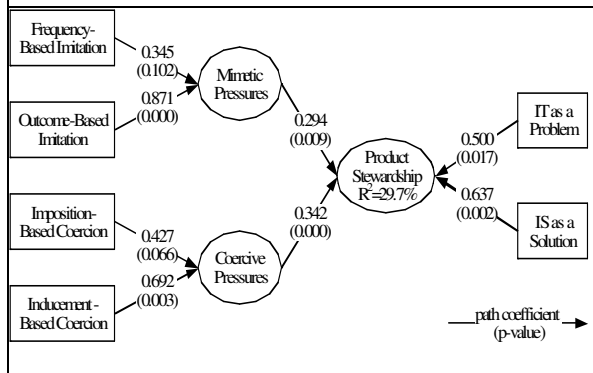 Frequency-
Based Imitation
0.345
(0.102)
Mimetic
Pressures
Outcome-Based
Imitation
0.871
(0.000)
0.294
(0.009)
IT as a
Problem
0.500
(0.017)
Product
Stewardship
R²=29.7%
0.637
(0.002)
IS as a
Solution
Imposition-
Based Coercion
0.427
(0.066)
0.342
(0.000)
Coercive
Pressures
Inducement-
Based Coercion
0.692
(0.003)
path coefficient
(p-value)